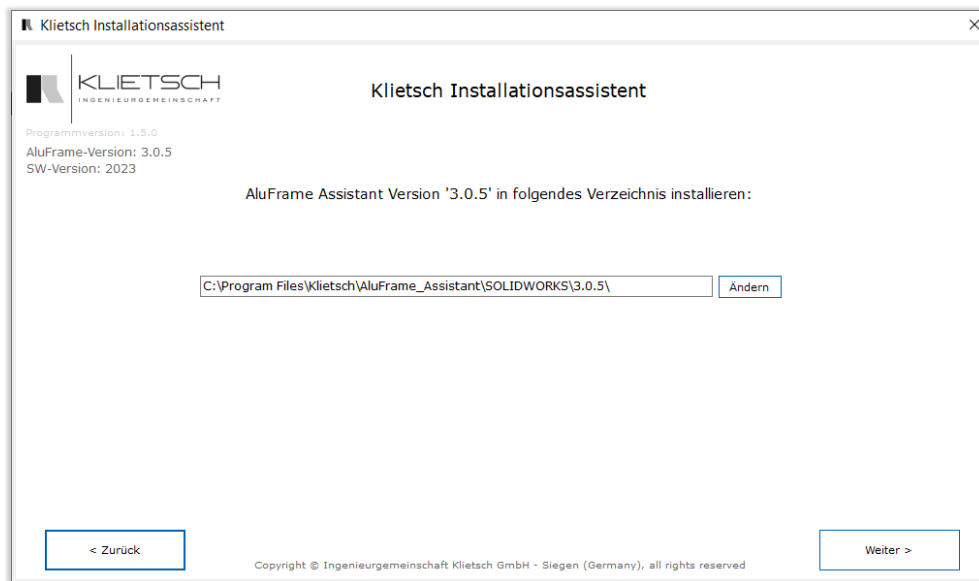 Klietsch Installationsassistent
KLIETSCH
INGENIEURGEMEINSCHAFT
Klietsch Installationsassistent
Programmversion: 1.5.0
AluFrame-Version: 3.0.5
SW-Version: 2023
AluFrame Assistant Version '3.0.5' in folgendes Verzeichnis installieren:
C:\Program Files\Klietsch\AluFrame_Assistant\SOLIDWORKS\3.0.5\
Ändern
< Zurück
Weiter >
Copyright © Ingenieurgemeinschaft Klietsch GmbH - Siegen (Germany), all rights reserved